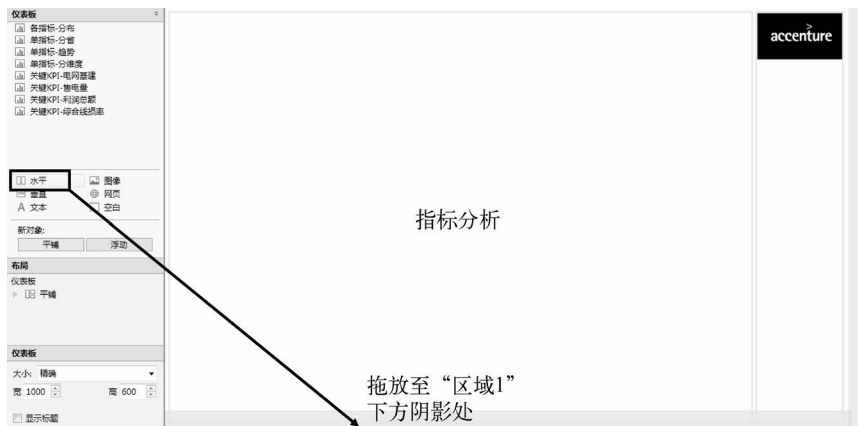 仪表板
各指标-分布
单指标-分省
单指标-趋势
单指标-分维度
关键KPI-电网基建
关键KPI-售电量
关键KPI-利润总额
关键KPI-综合线损率
水平
图像
垂直
网页
A 文本
空白
新对象:
平铺
浮动
布局
仪表板
平铺
仪表板
大小: 精确
宽 1000
高 600
显示标题
指标分析
拖放至“区域1”
下方阴影处
>
accenture